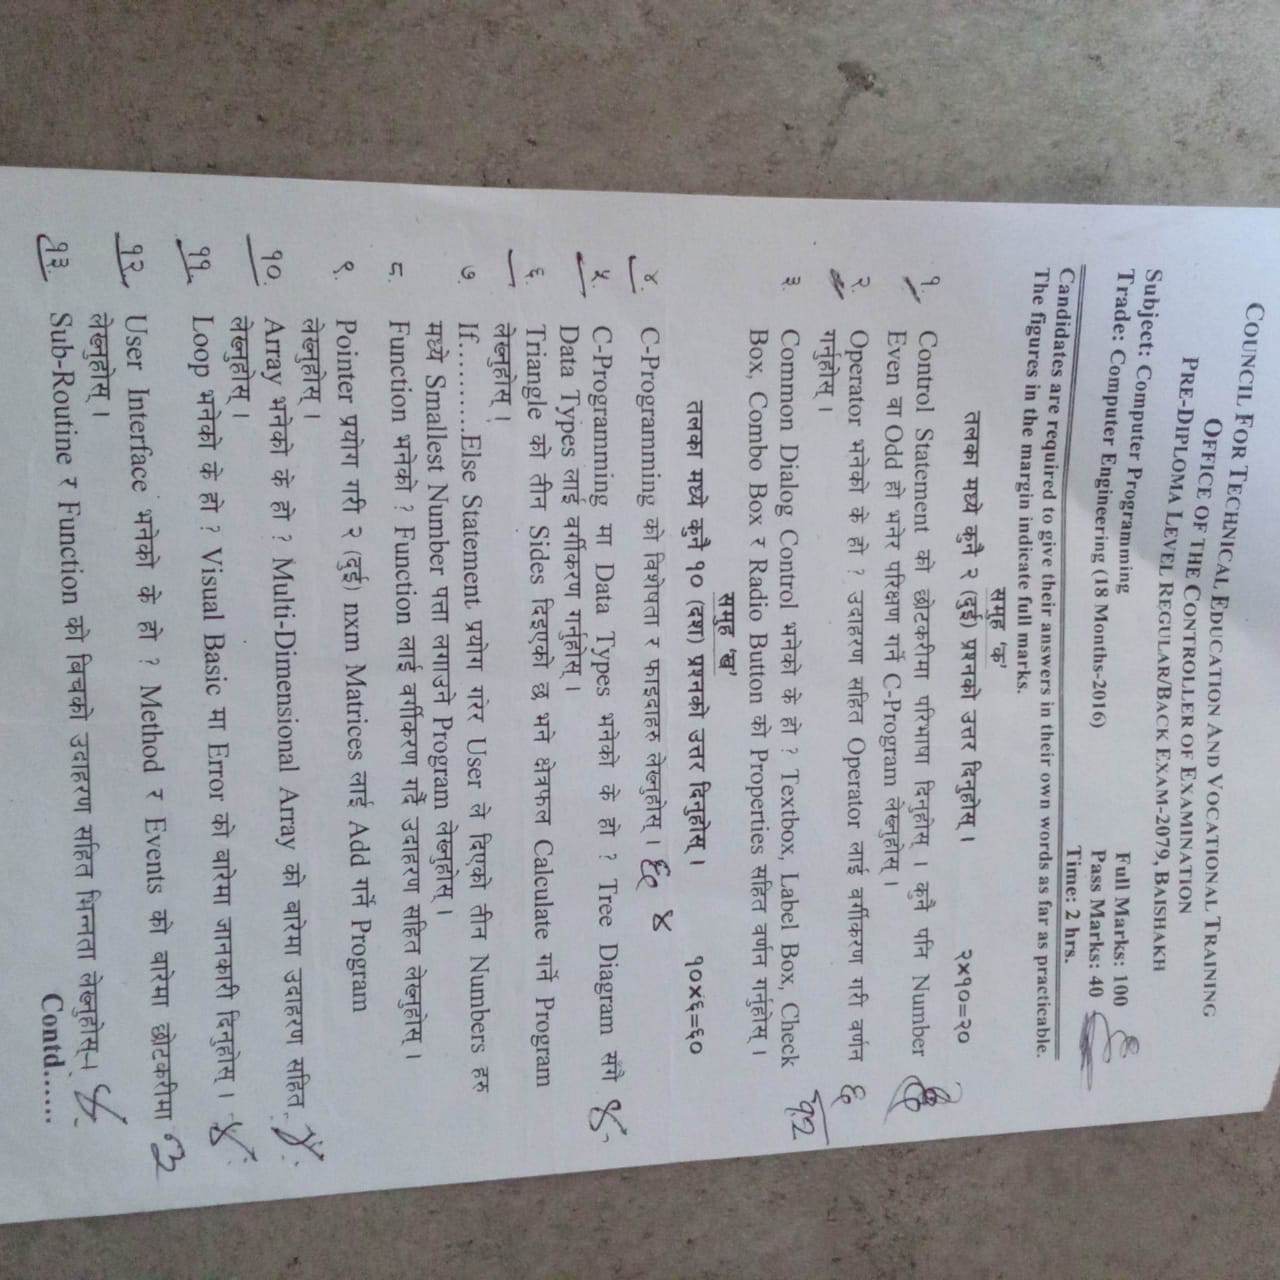 COUNCIL FOR TECHNICAL EDUCATION AND VOCATIONAL TRAINING
OFFICE OF THE CONTROLLER OF EXAMINATION
PRE-DIPLOMA LEVEL REGULAR/BACK EXAM-2079, BAISHAKH
Subject: Computer Programming Full Marks: 100
Trade: Computer Engineering (18 Months-2016) Pass Marks: 40
Time: 2 hrs.
Candidates are required to give their answers in their own words as far as practicable.
The figures in the margin indicate full marks.
समुह 'क'
तलका मध्ये कुनै २ (दुई) प्रश्नको उत्तर दिनुहोस् । २×१०=२०
१. Control Statement को छोटकरीमा परिभाषा दिनुहोस् । कुनै पनि Number
Even वा Odd हो भनेर परिक्षण गर्ने C-Program लेख्नुहोस् ।
२. Operator भनेको के हो ? उदाहरण सहित Operator लाई वर्गीकरण गरी वर्णन ६
गर्नुहोस् ।
३. Common Dialog Control भनेको के हो ? Textbox, Label Box, Check
Box, Combo Box र Radio Button को Properties सहित वर्णन गर्नुहोस् ।
१२
समुह 'ख'
तलका मध्ये कुनै १० (दश) प्रश्नको उत्तर दिनुहोस् । १०×६=६०
४. C-Programming को विशेषता र फाइदाहरु लेख्नुहोस् । ४
५. C-Programming मा Data Types भनेको के हो ? Tree Diagram सँगै ४
Data Types लाई वर्गीकरण गर्नुहोस् ।
६. Triangle को तीन Sides दिइएको छ भने क्षेत्रफल Calculate गर्ने Program
लेख्नुहोस् ।
७. If..........Else Statement प्रयोग गरेर User ले दिएको तीन Numbers हरु
मध्ये Smallest Number पत्ता लगाउने Program लेख्नुहोस् ।
८. Function भनेको ? Function लाई वर्गीकरण गर्दै उदाहरण सहित लेख्नुहोस् ।
९. Pointer प्रयोग गरी २ (दुई) nxm Matrices लाई Add गर्ने Program
लेख्नुहोस् ।
१०. Array भनेको के हो ? Multi-Dimensional Array को बारेमा उदाहरण सहित
लेख्नुहोस् ।
११. Loop भनेको के हो ? Visual Basic मा Error को बारेमा जानकारी दिनुहोस् । ४
१२. User Interface भनेको के हो ? Method र Events को बारेमा छोटकरीमा ३
लेख्नुहोस् ।
१३. Sub-Routine र Function को बिचको उदाहरण सहित भिन्नता लेख्नुहोस् । ४
Contd......